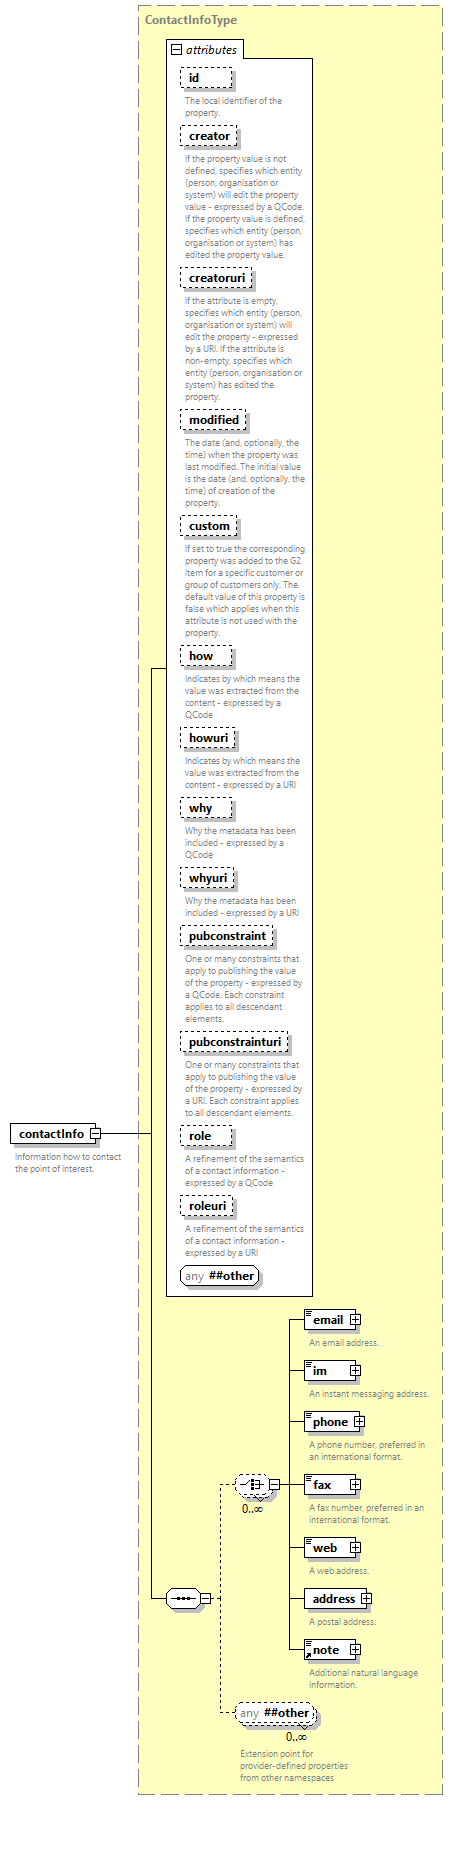 ContactInfoType
attributes
id
The local identifier of the
property.
creator
If the property value is not
defined, specifies which entity
(person, organisation or
system) will edit the property
value - expressed by a QCode.
If the property value is defined,
specifies which entity (person,
organisation or system) has
edited the property value.
creatoruri
If the attribute is empty,
specifies which entity (person,
organisation or system) will
edit the property - expressed
by a URI. If the attribute is
non-empty, specifies which
entity (person, organisation or
system) has edited the
property.
modified
The date (and, optionally, the
time) when the property was
last modified. The initial value
is the date (and, optionally, the
time) of creation of the
property.
custom
If set to true the corresponding
property was added to the G2
Item for a specific customer or
group of customers only. The
default value of this property is
false which applies when this
attribute is not used with the
property.
how
Indicates by which means the
value was extracted from the
content - expressed by a
QCode
howuri
Indicates by which means the
value was extracted from the
content - expressed by a URI
why
Why the metadata has been
included - expressed by a
QCode
whyuri
Why the metadata has been
included - expressed by a URI
pubconstraint
One or many constraints that
apply to publishing the value
of the property - expressed by
a QCode. Each constraint
applies to all descendant
elements.
pubconstrainturi
One or many constraints that
apply to publishing the value
of the property - expressed by
a URI. Each constraint applies
to all descendant elements.
role
A refinement of the semantics
of a contact information -
expressed by a QCode
roleuri
A refinement of the semantics
of a contact information -
expressed by a URI
any ##other
contactInfo
Information how to contact
the point of interest.
email
An email address.
im
An instant messaging address.
phone
A phone number, preferred in
an international format.
fax
A fax number, preferred in an
international format.
0..∞
web
A web address.
address
A postal address.
note
Additional natural language
information.
any ##other
0..∞
Extension point for
provider-defined properties
from other namespaces